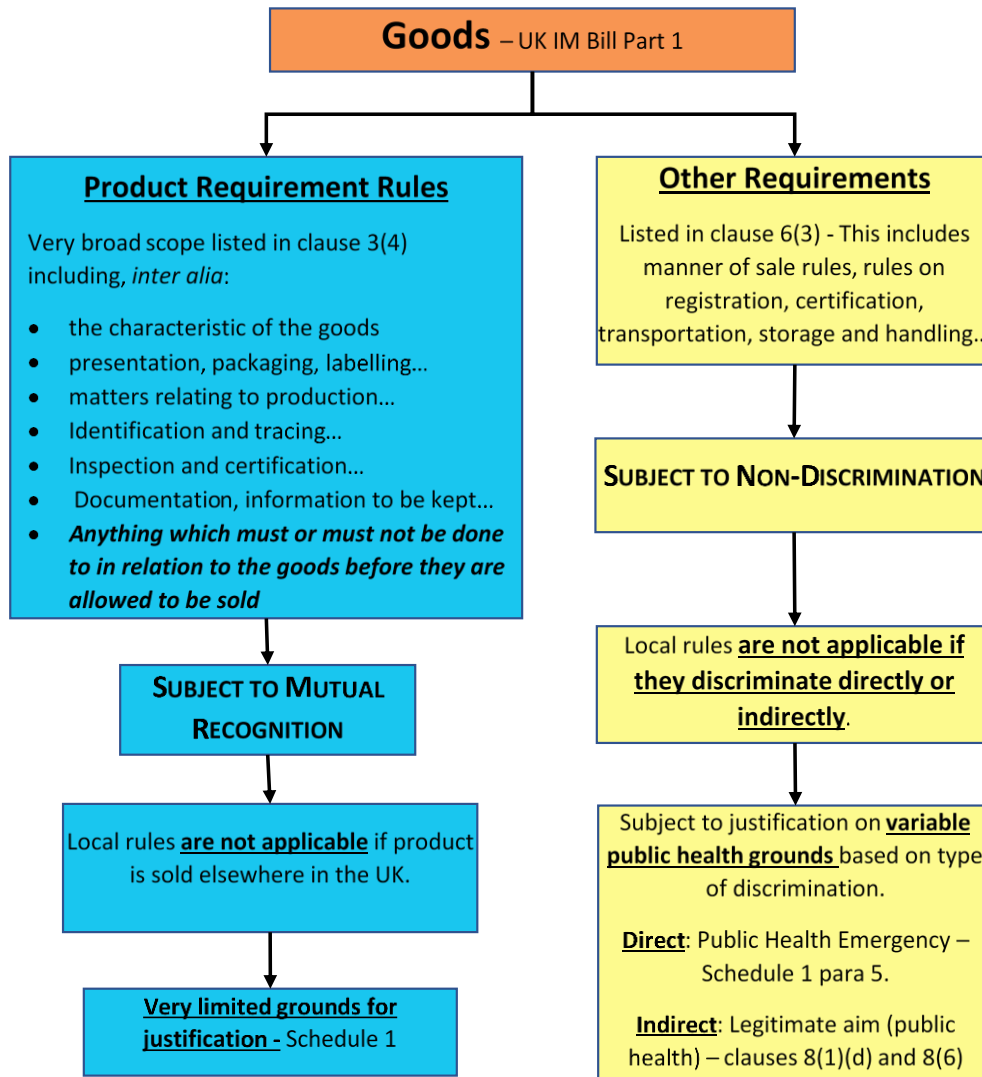 Goods – UK IM Bill Part 1
Product Requirement Rules
Very broad scope listed in clause 3(4)
including, inter alia:
• the characteristic of the goods
• presentation, packaging, labelling…
• matters relating to production…
• Identification and tracing…
• Inspection and certification…
• Documentation, information to be kept…
• Anything which must or must not be done
to in relation to the goods before they are
allowed to be sold
SUBJECT TO MUTUAL
RECOGNITION
Local rules are not applicable if product
is sold elsewhere in the UK.
Very limited grounds for
justification - Schedule 1
Other Requirements
Listed in clause 6(3) - This includes
manner of sale rules, rules on
registration, certification,
transportation, storage and handling…
SUBJECT TO NON-DISCRIMINATION
Local rules are not applicable if
they discriminate directly or
indirectly.
Subject to justification on variable
public health grounds based on type
of discrimination.
Direct: Public Health Emergency –
Schedule 1 para 5.
Indirect: Legitimate aim (public
health) – clauses 8(1)(d) and 8(6)